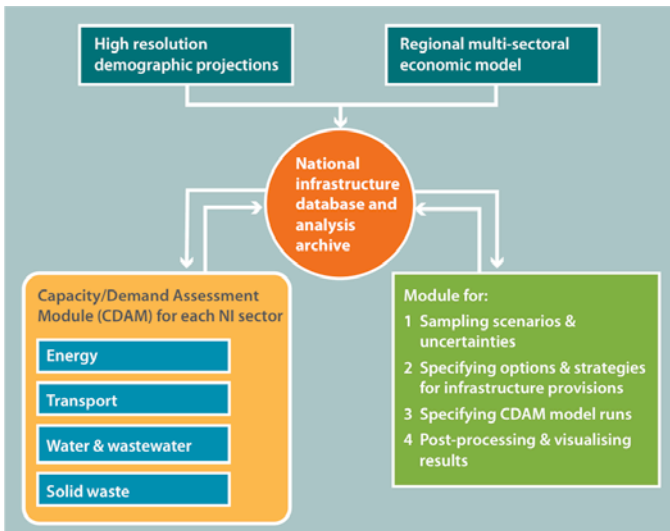 High resolution
demographic projections
Regional multi-sectoral
economic model
National
infrastructure
database and
analysis
archive
Capacity/Demand Assessment
Module (CDAM) for each NI sector
Energy
Transport
Water & wastewater
Solid waste
Module for:
1 Sampling scenarios &
uncertainties
2 Specifying options & strategies
for infrastructure provisions
3 Specifying CDAM model runs
4 Post-processing & visualising
results